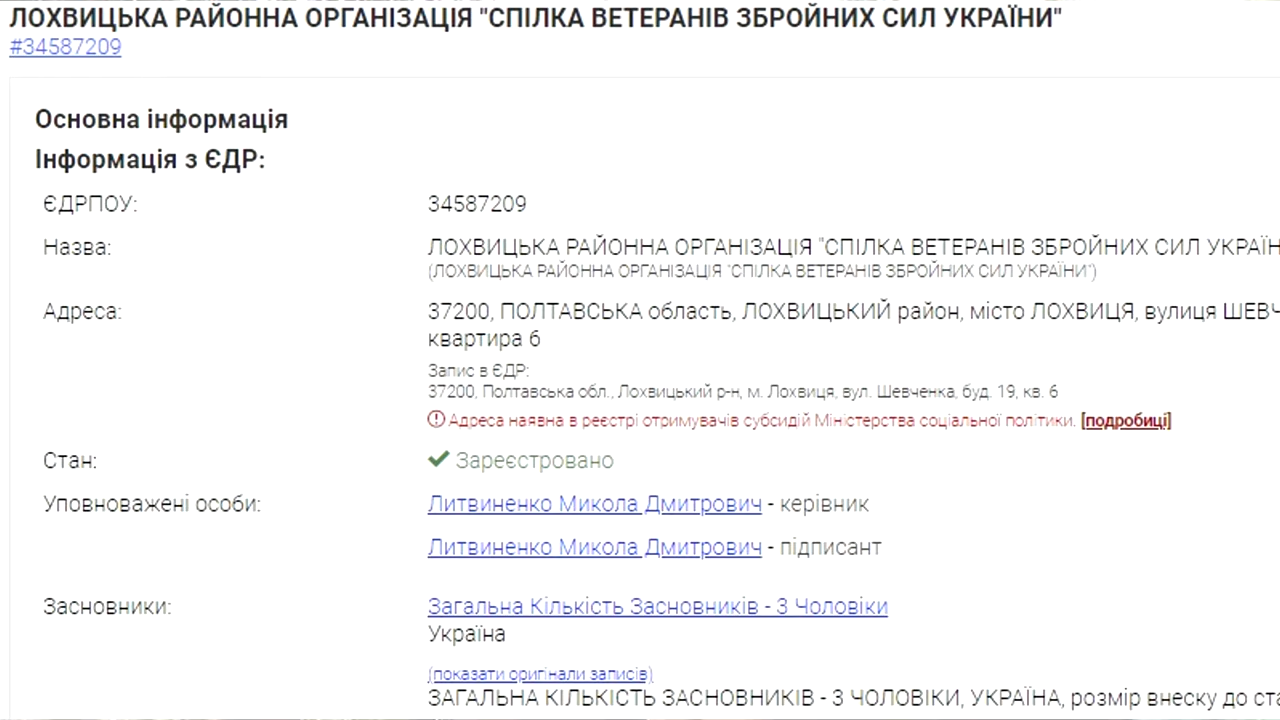 ЛОХВИЦЬКА РАЙОННА ОРГАНІЗАЦІЯ "СПІЛКА ВЕТЕРАНІВ ЗБРОЙНИХ СИЛ УКРАЇНИ"
#34587209
Основна інформація
Інформація з ЄДР:
ЄДРПОУ: 34587209
Назва: ЛОХВИЦЬКА РАЙОННА ОРГАНІЗАЦІЯ "СПІЛКА ВЕТЕРАНІВ ЗБРОЙНИХ СИЛ УКРАЇН
(ЛОХВИЦЬКА РАЙОННА ОРГАНІЗАЦІЯ "СПІЛКА ВЕТЕРАНІВ ЗБРОЙНИХ СИЛ УКРАЇНИ")
Адреса: 37200, ПОЛТАВСЬКА область, ЛОХВИЦЬКИЙ район, місто ЛОХВИЦЯ, вулиця ШЕВЧ
квартира 6
Запис в ЄДР:
37200, Полтавська обл., Лохвицький р-н, м. Лохвиця, вул. Шевченка, буд. 19, кв. 6
Адреса наявна в реєстрі отримувачів субсидій Міністерства соціальної політики. [подробиці]
Стан: Зареєстровано
Уповноважені особи: Литвиненко Микола Дмитрович - керівник
Литвиненко Микола Дмитрович - підписант
Засновники: Загальна Кількість Засновників - 3 Чоловіки
Україна
(показати оригінали записів)
ЗАГАЛЬНА КІЛЬКІСТЬ ЗАСНОВНИКІВ - 3 ЧОЛОВІКИ, УКРАЇНА, розмір внеску до ста